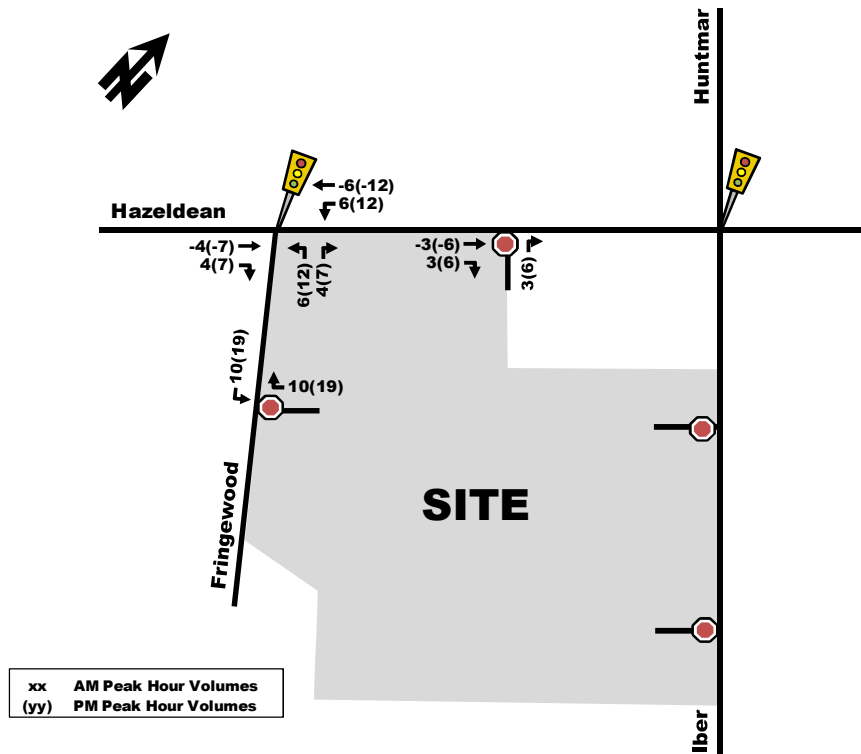 N
Huntmar
-6(-12)
6(12)
Hazeldean
-4(-7)
4(7)
6(12)
4(7)
-3(-6)
3(6)
3(6)
10(19)
10(19)
SITE
Fringewood
xx AM Peak Hour Volumes
(yy) PM Peak Hour Volumes
Iber